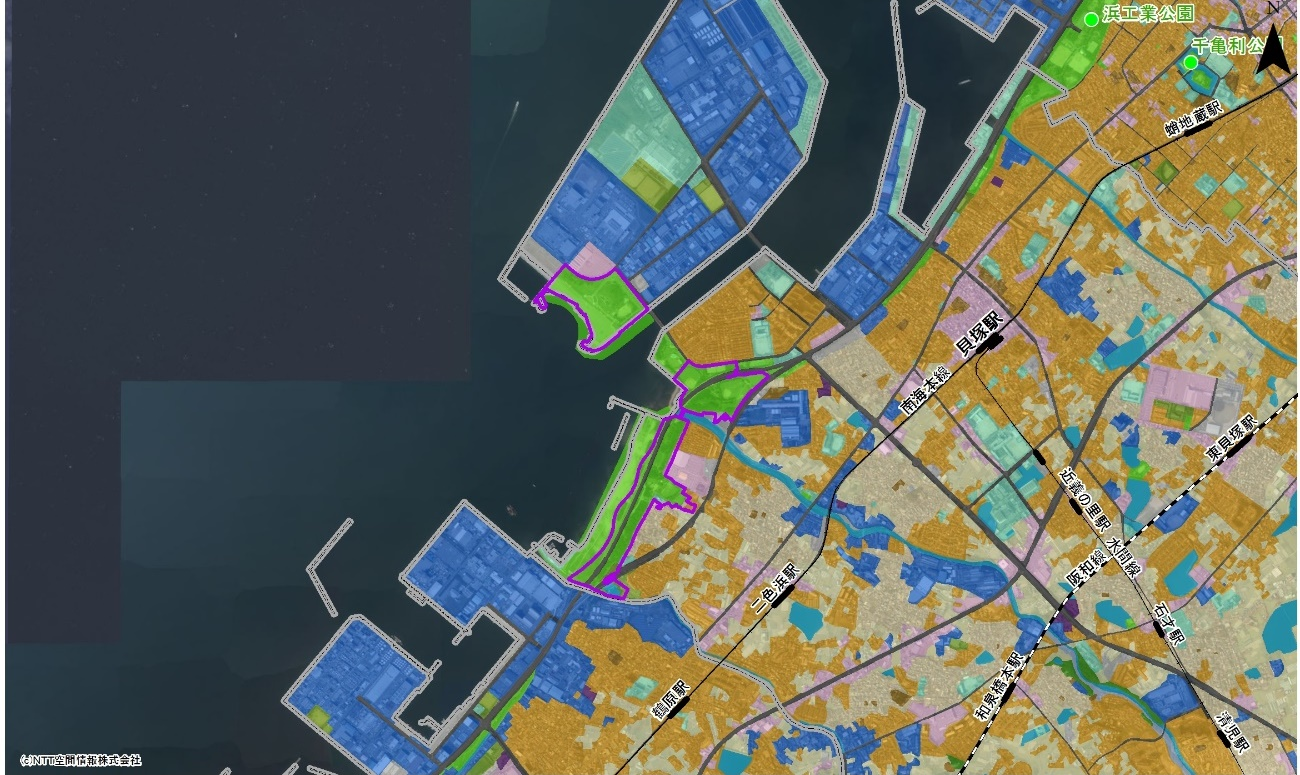 N
浜工業公園
千亀利公
蛸地蔵駅
貝塚駅
南海本線
東貝塚駅
近義の里駅
水間線
阪和線
二色浜駅
石才駅
和泉橋本駅
鶴原駅
清児駅
(c)NTT空間情報株式会社